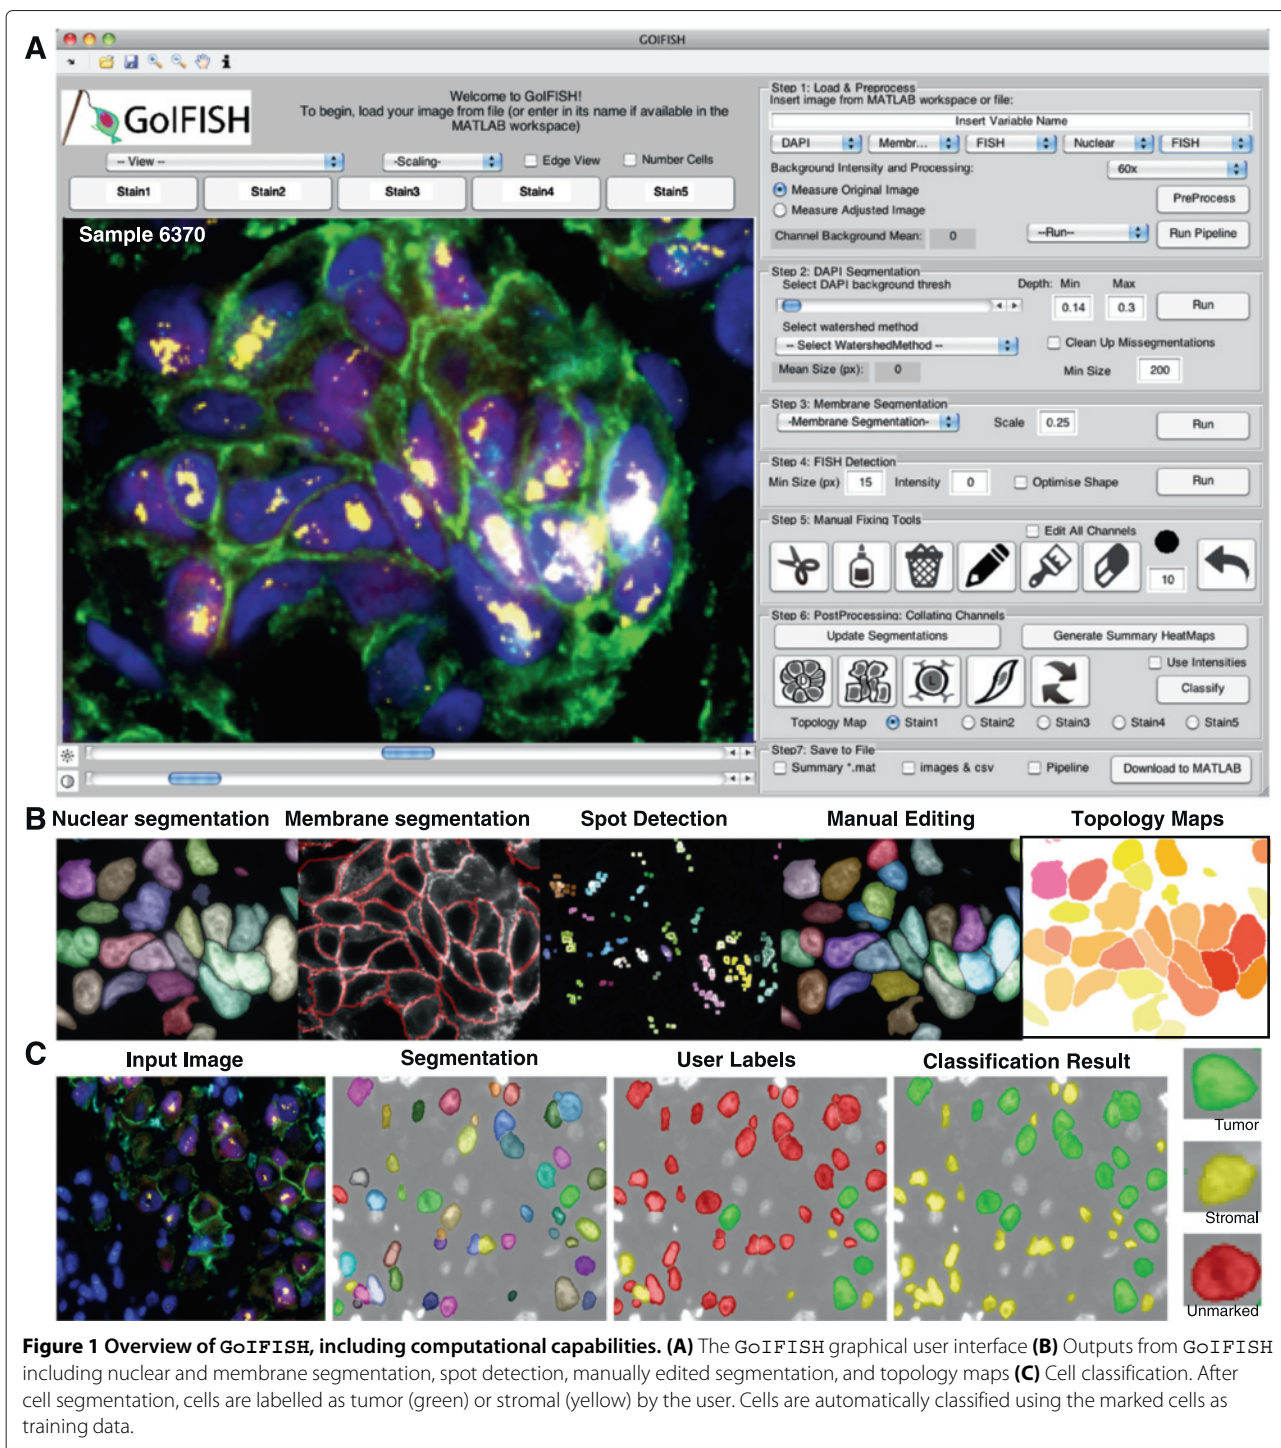 A
GOIFISH
GoIFISH
Welcome to GoIFISH!
To begin, load your image from file (or enter in its name if available in the
MATLAB workspace)
-- View --
-Scaling-
Edge View
Number Cells
Stain1
Stain2
Stain3
Stain4
Stain5
Sample 6370
Step 1: Load & Preprocess
Insert image from MATLAB workspace or file:
Insert Variable Name
DAPI
Membr...
FISH
Nuclear
FISH
Background Intensity and Processing:
60x
Measure Original Image
PreProcess
Measure Adjusted Image
Channel Background Mean:
0
--Run--
Run Pipeline
Step 2: DAPI Segmentation
Select DAPI background thresh
Depth:
Min
Max
0.14
0.3
Run
Select watershed method
-- Select WatershedMethod --
Clean Up Missegmentations
Mean Size (px):
0
Min Size
200
Step 3: Membrane Segmentation
-Membrane Segmentation-
Scale
0.25
Run
Step 4: FISH Detection
Min Size (px)
15
Intensity
0
Optimise Shape
Run
Step 5: Manual Fixing Tools
Edit All Channels
10
Step 6: PostProcessing: Collating Channels
Update Segmentations
Generate Summary HeatMaps
L
Use Intensities
Classify
Topology Map
Stain1
Stain2
Stain3
Stain4
Stain5
Step7: Save to File
Summary *.mat
images & csv
Pipeline
Download to MATLAB
B
Nuclear segmentation
Membrane segmentation
Spot Detection
Manual Editing
Topology Maps
C
Input Image
Segmentation
User Labels
Classification Result
Tumor
Stromal
Unmarked
Figure 1 Overview of GoIFISH, including computational capabilities. (A) The GoIFISH graphical user interface (B) Outputs from GoIFISH
including nuclear and membrane segmentation, spot detection, manually edited segmentation, and topology maps (C) Cell classification. After
cell segmentation, cells are labelled as tumor (green) or stromal (yellow) by the user. Cells are automatically classified using the marked cells as
training data.